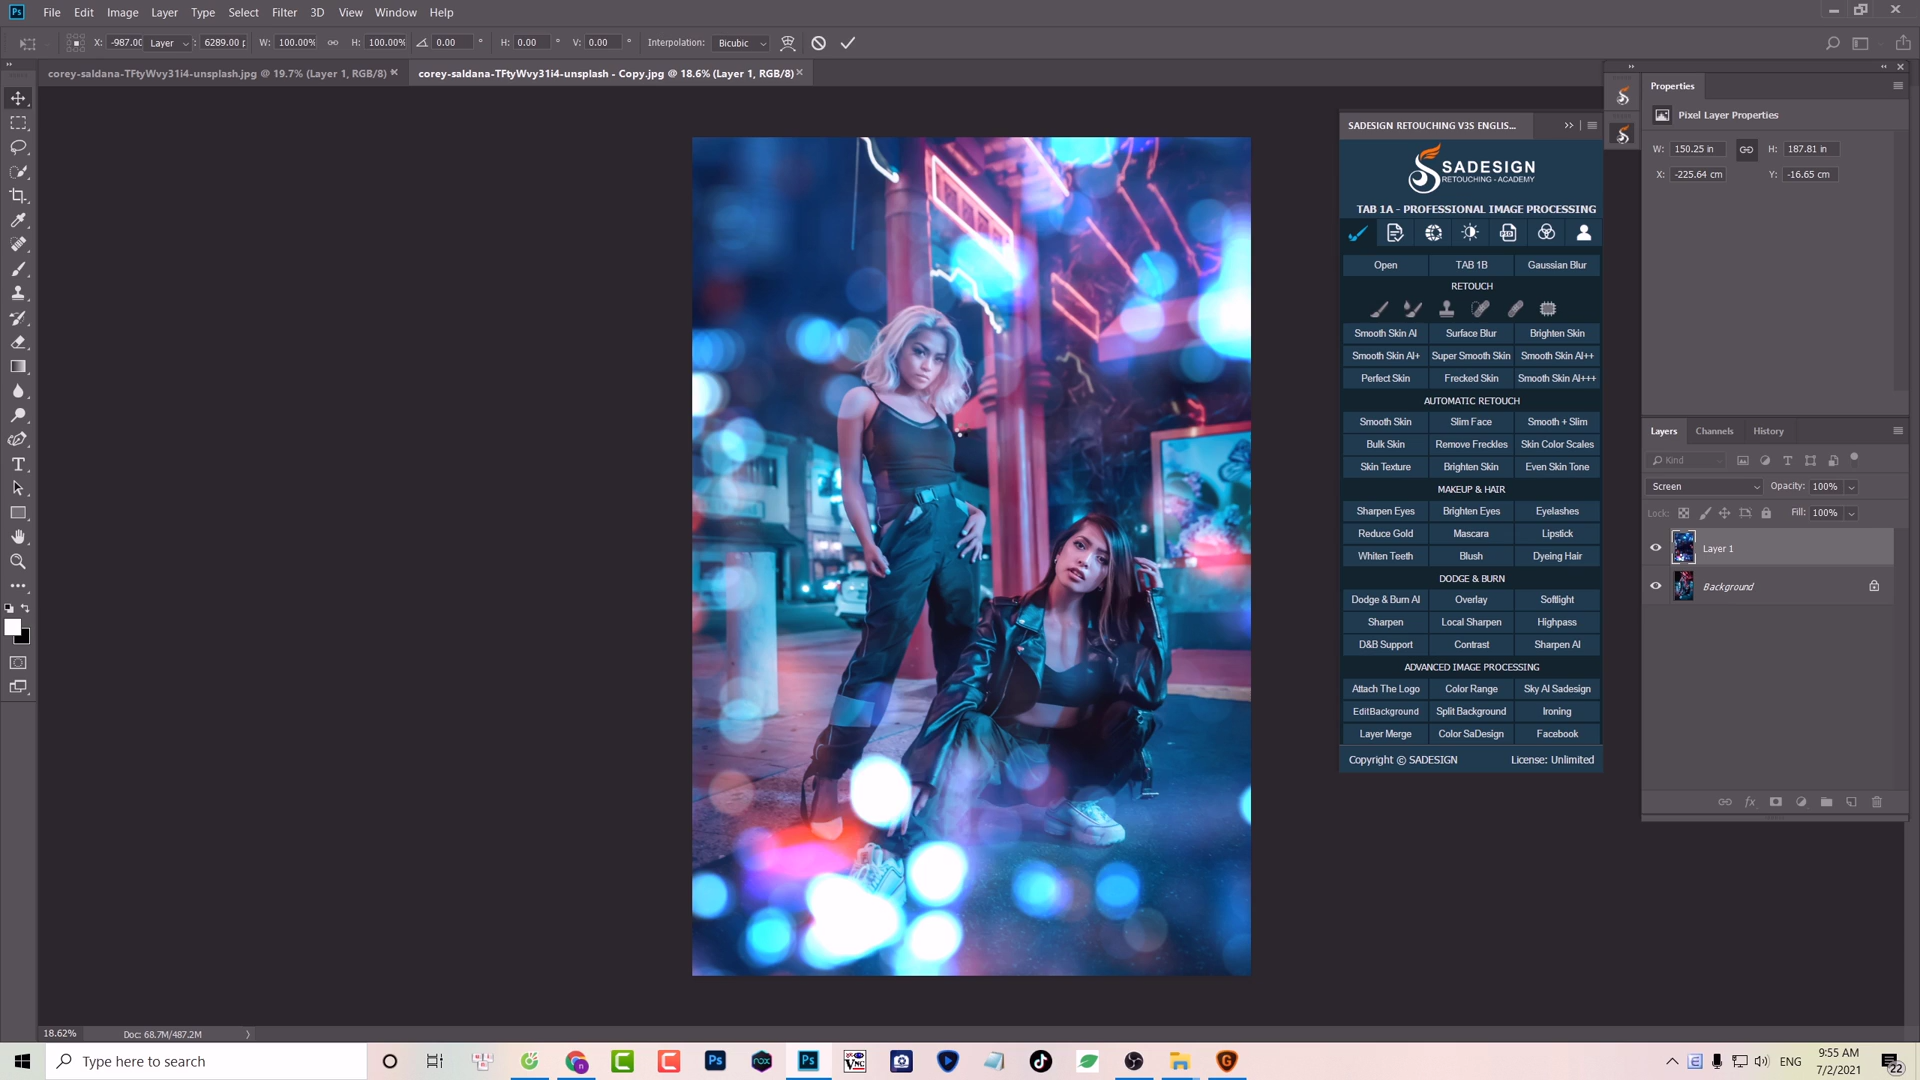 File Edit Image Layer Type Select Filter 3D View Window Help
X: -987.00 Layer : 6289.00 p W: 100.00% H: 100.00% 0.00 ° H: 0.00 ° V: 0.00 ° Interpolation: Bicubic
corey-saldana-TFtyWvy31i4-unsplash.jpg @ 19.7% (Layer 1, RGB/8) * ×
corey-saldana-TFtyWvy31i4-unsplash - Copy.jpg @ 18.6% (Layer 1, RGB/8) ×
SADESIGN RETOUCHING V3S ENGLIS...
SADESIGN
RETOUCHING - ACADEMY
TAB 1A - PROFESSIONAL IMAGE PROCESSING
PSD
Open TAB 1B Gaussian Blur
RETOUCH
Smooth Skin AI Surface Blur Brighten Skin
Smooth Skin AI+ Super Smooth Skin Smooth Skin AI++
Perfect Skin Frecked Skin Smooth Skin AI+++
AUTOMATIC RETOUCH
Smooth Skin Slim Face Smooth + Slim
Bulk Skin Remove Freckles Skin Color Scales
Skin Texture Brighten Skin Even Skin Tone
MAKEUP & HAIR
Sharpen Eyes Brighten Eyes Eyelashes
Reduce Gold Mascara Lipstick
Whiten Teeth Blush Dyeing Hair
DODGE & BURN
Dodge & Burn AI Overlay Softlight
Sharpen Local Sharpen Highpass
D&B Support Contrast Sharpen AI
ADVANCED IMAGE PROCESSING
Attach The Logo Color Range Sky AI Sadesign
EditBackground Split Background Ironing
Layer Merge Color SaDesign Facebook
Copyright © SADESIGN License: Unlimited
Properties
Pixel Layer Properties
W: 150.25 in H: 187.81 in
X: -225.64 cm Y: -16.65 cm
Layers Channels History
Kind
Screen Opacity: 100%
Lock: Fill: 100%
Layer 1
Background
fx
18.62% Doc: 68.7M/487.2M
Type here to search
ENG
9:55 AM
7/2/2021
22